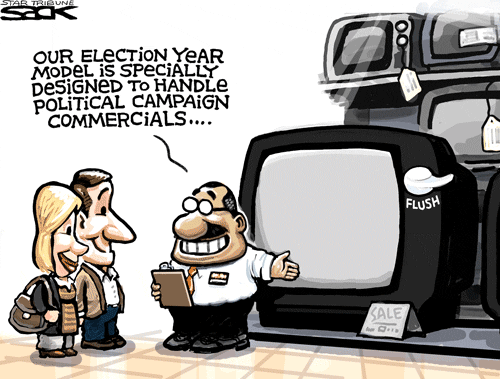 STAR TRIBUNE
SACK
OUR ELECTION YEAR
MODEL IS SPECIALLY
DESIGNED TO HANDLE
POLITICAL CAMPAIGN
COMMERCIALS....
FLUSH
SALE